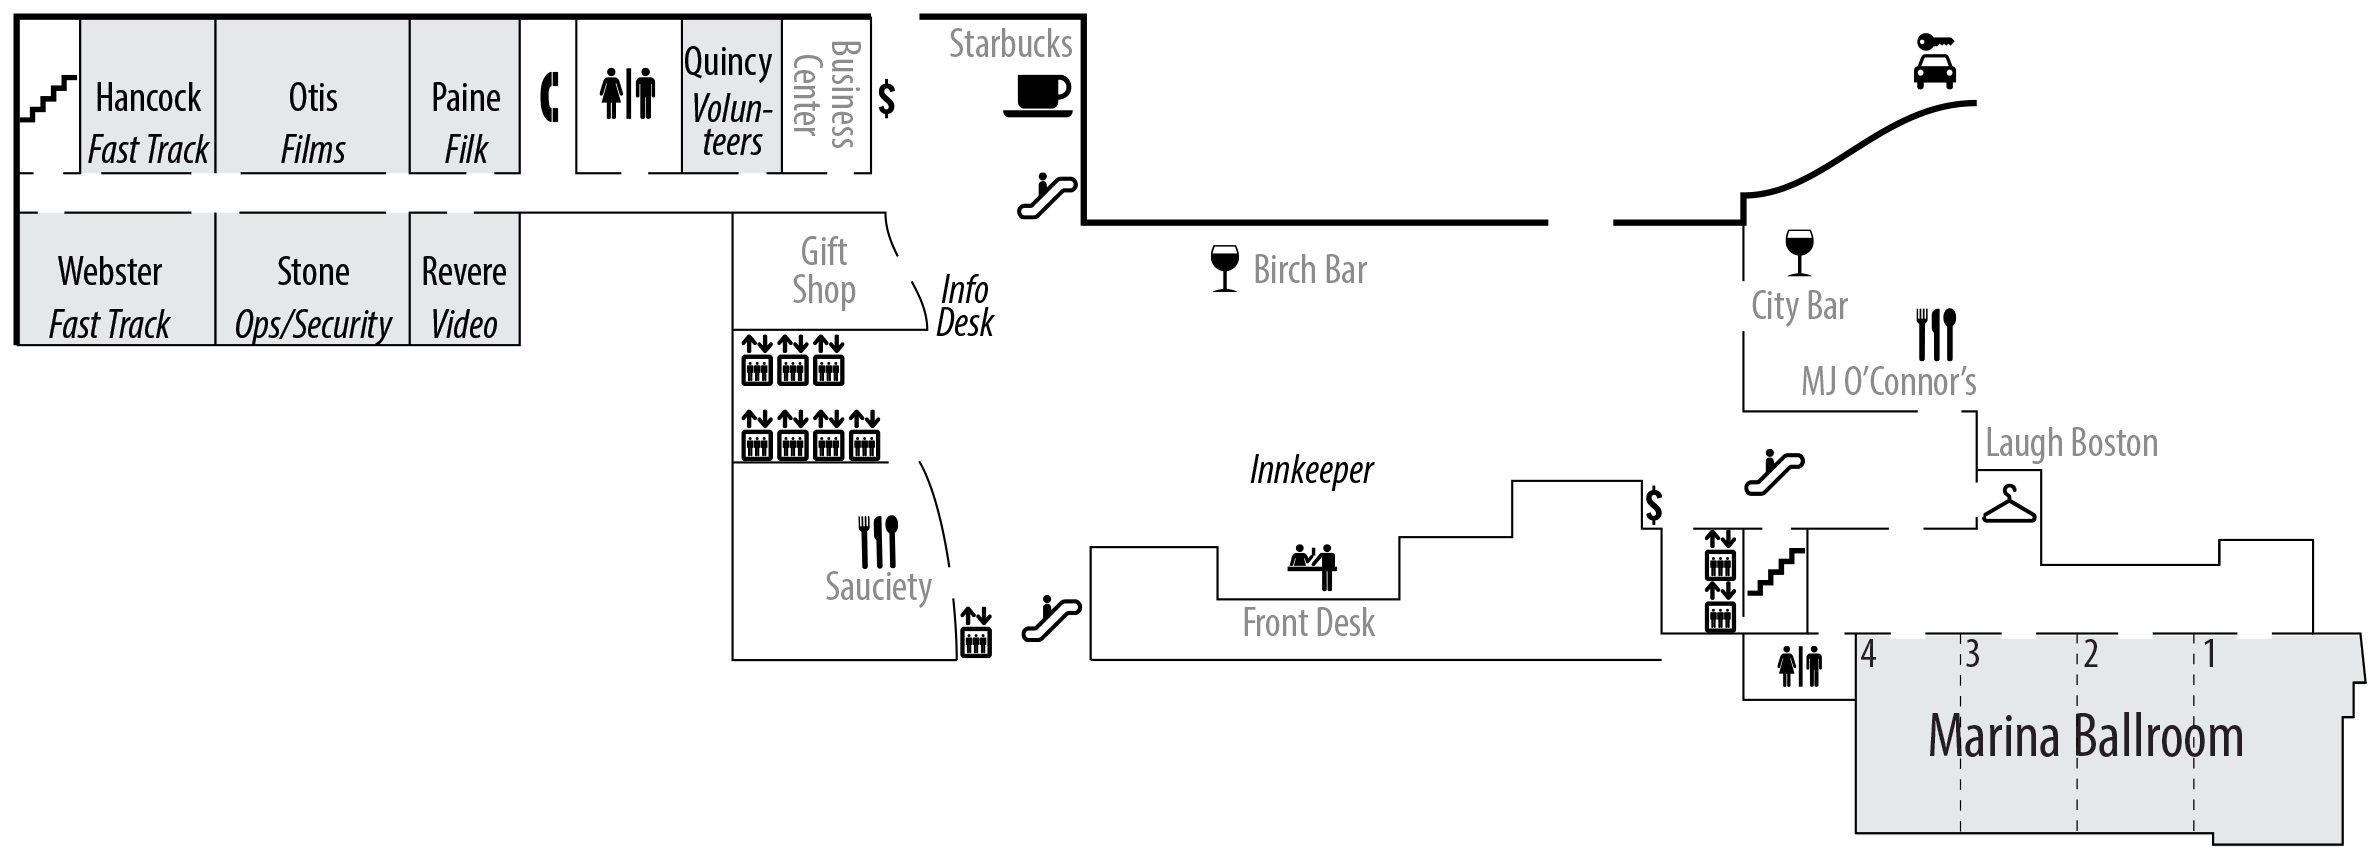 Hancock
Fast Track
Otis
Films
Paine
Filk
Quincy
Volun-
teers
Business
Center
$
Starbucks
Webster
Fast Track
Stone
Ops/Security
Revere
Video
Gift
Shop
Info
Desk
Birch Bar
City Bar
MJ O'Connor's
Laugh Boston
Innkeeper
$
Sauciety
Front Desk
4
3
2
1
Marina Ballroom